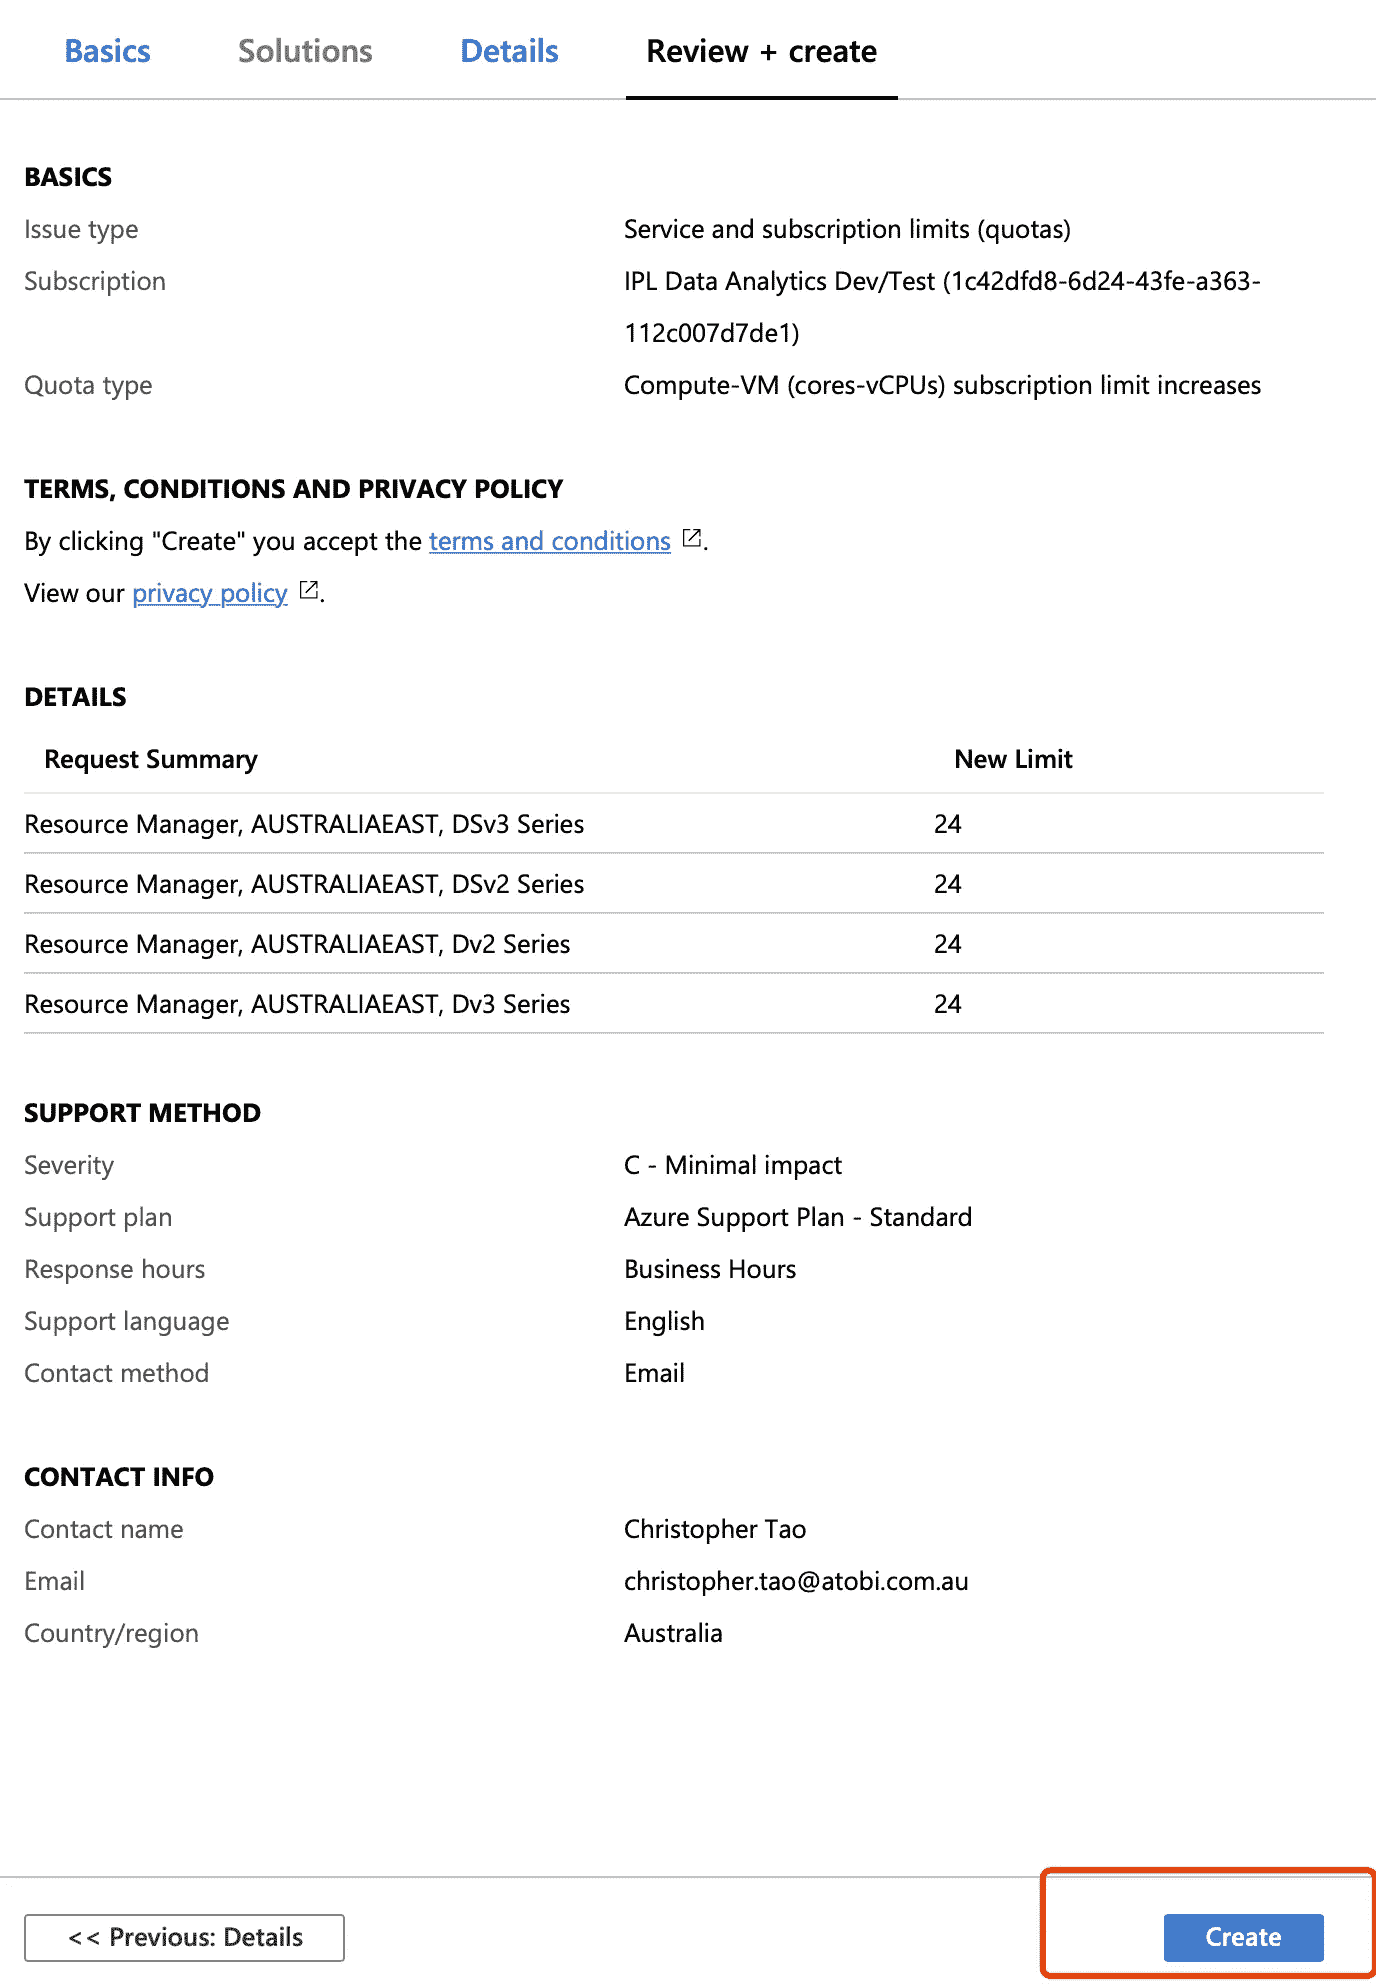 Basics Solutions Details Review + create
BASICS
Issue type Service and subscription limits (quotas)
Subscription IPL Data Analytics Dev/Test (1c42dfd8-6d24-43fe-a363-
112c007d7de1)
Quota type Compute-VM (cores-vCPUs) subscription limit increases
TERMS, CONDITIONS AND PRIVACY POLICY
By clicking "Create" you accept the terms and conditions.
View our privacy policy.
DETAILS
Request Summary New Limit
Resource Manager, AUSTRALIAEAST, DSv3 Series 24
Resource Manager, AUSTRALIAEAST, DSv2 Series 24
Resource Manager, AUSTRALIAEAST, Dv2 Series 24
Resource Manager, AUSTRALIAEAST, Dv3 Series 24
SUPPORT METHOD
Severity C - Minimal impact
Support plan Azure Support Plan - Standard
Response hours Business Hours
Support language English
Contact method Email
CONTACT INFO
Contact name Christopher Tao
Email christopher.tao@atobi.com.au
Country/region Australia
<< Previous: Details Create